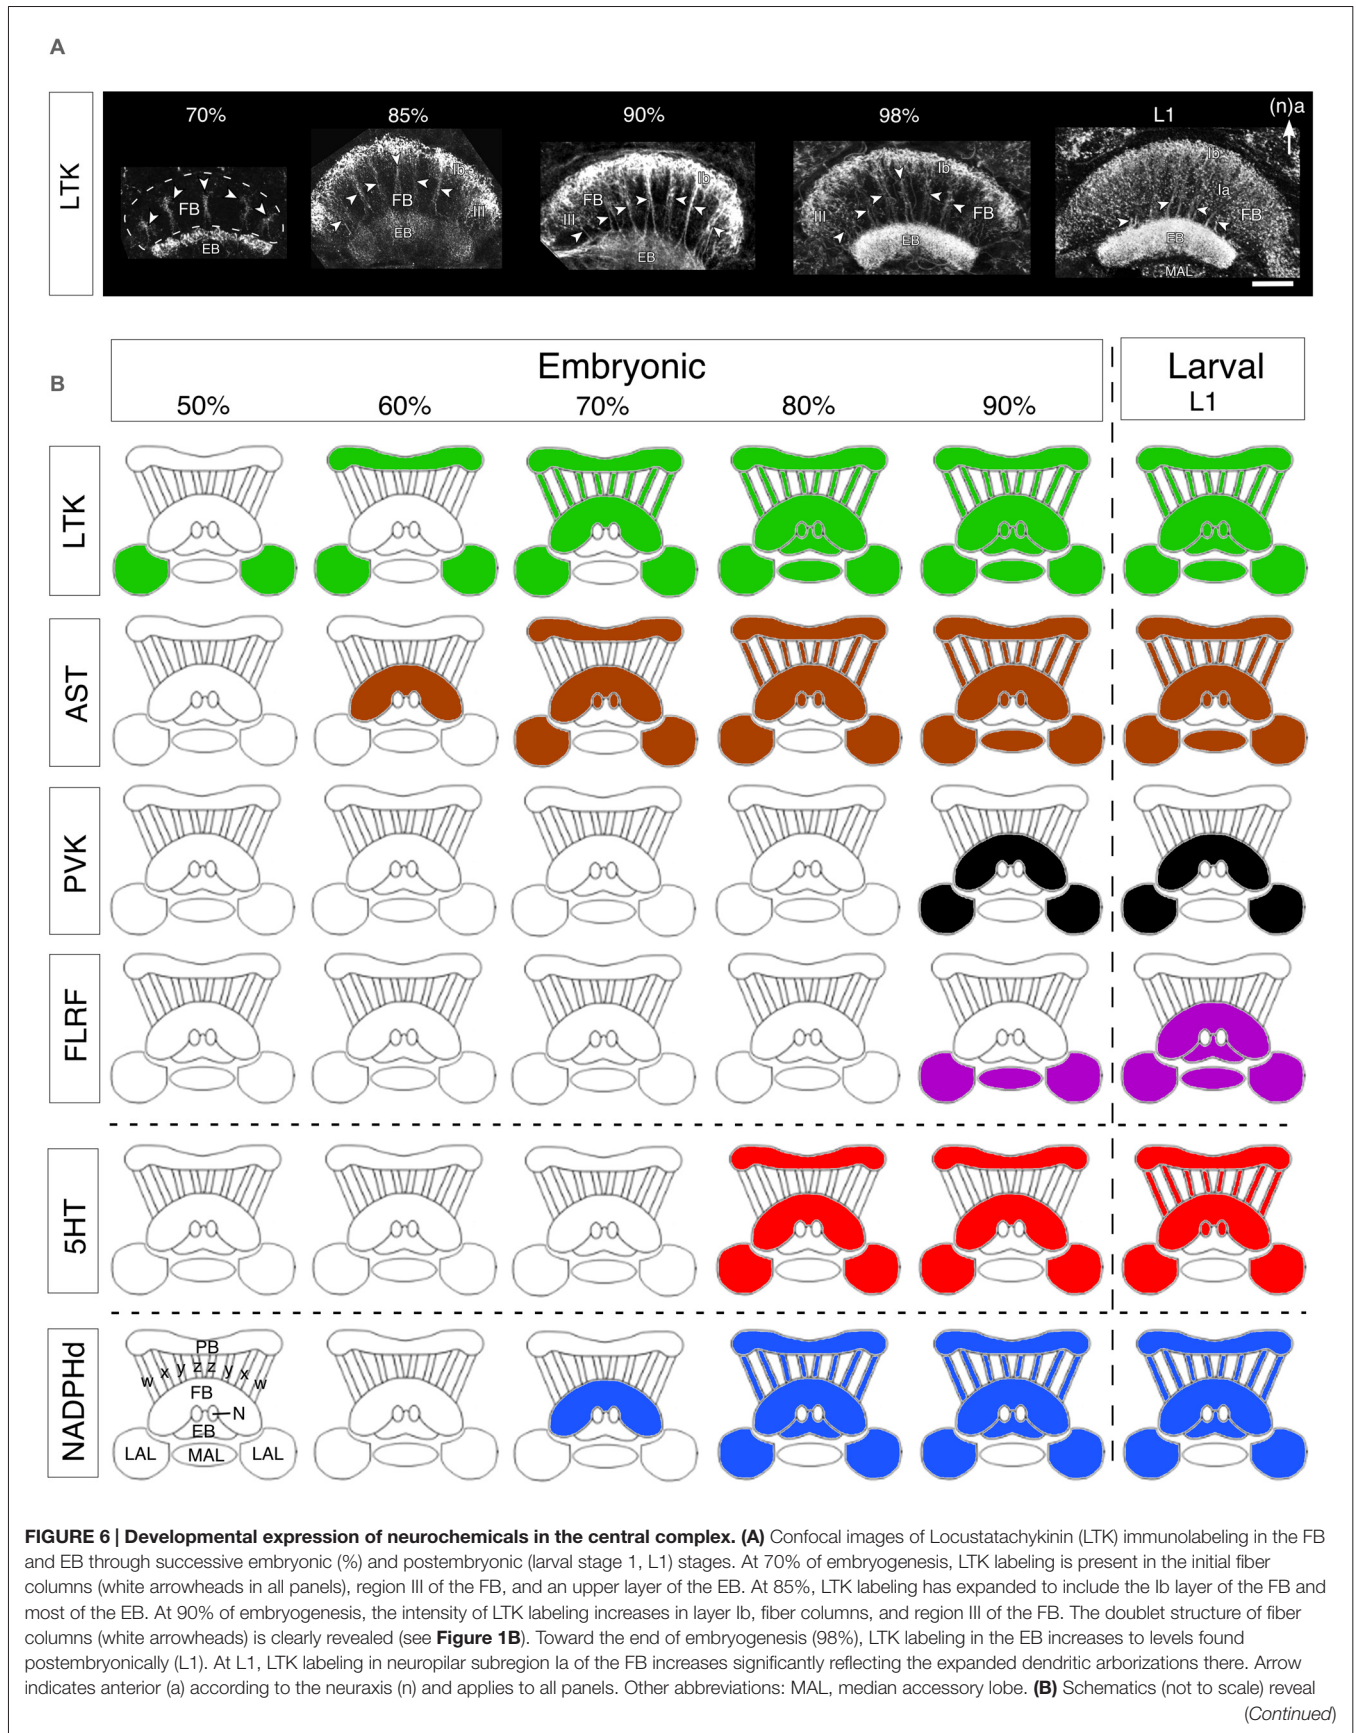 A
LTK
70%
85%
90%
98%
L1
(n)a
FB
EB
Ib
FB
III
EB
Ib
FB
III
EB
Ib
III
FB
EB
Ib
Ia
FB
EB
MAL
B
Embryonic
Larval
50%
60%
70%
80%
90%
L1
LTK
AST
PVK
FLRF
5HT
NADPHd
PB
w x y z z y x w
FB
N
EB
LAL
MAL
LAL
FIGURE 6 | Developmental expression of neurochemicals in the central complex. (A) Confocal images of Locustatachykinin (LTK) immunolabeling in the FB
and EB through successive embryonic (%) and postembryonic (larval stage 1, L1) stages. At 70% of embryogenesis, LTK labeling is present in the initial fiber
columns (white arrowheads in all panels), region III of the FB, and an upper layer of the EB. At 85%, LTK labeling has expanded to include the Ib layer of the FB and
most of the EB. At 90% of embryogenesis, the intensity of LTK labeling increases in layer Ib, fiber columns, and region III of the FB. The doublet structure of fiber
columns (white arrowheads) is clearly revealed (see Figure 1B). Toward the end of embryogenesis (98%), LTK labeling in the EB increases to levels found
postembryonically (L1). At L1, LTK labeling in neuropilar subregion Ia of the FB increases significantly reflecting the expanded dendritic arborizations there. Arrow
indicates anterior (a) according to the neuraxis (n) and applies to all panels. Other abbreviations: MAL, median accessory lobe. (B) Schematics (not to scale) reveal
(Continued)